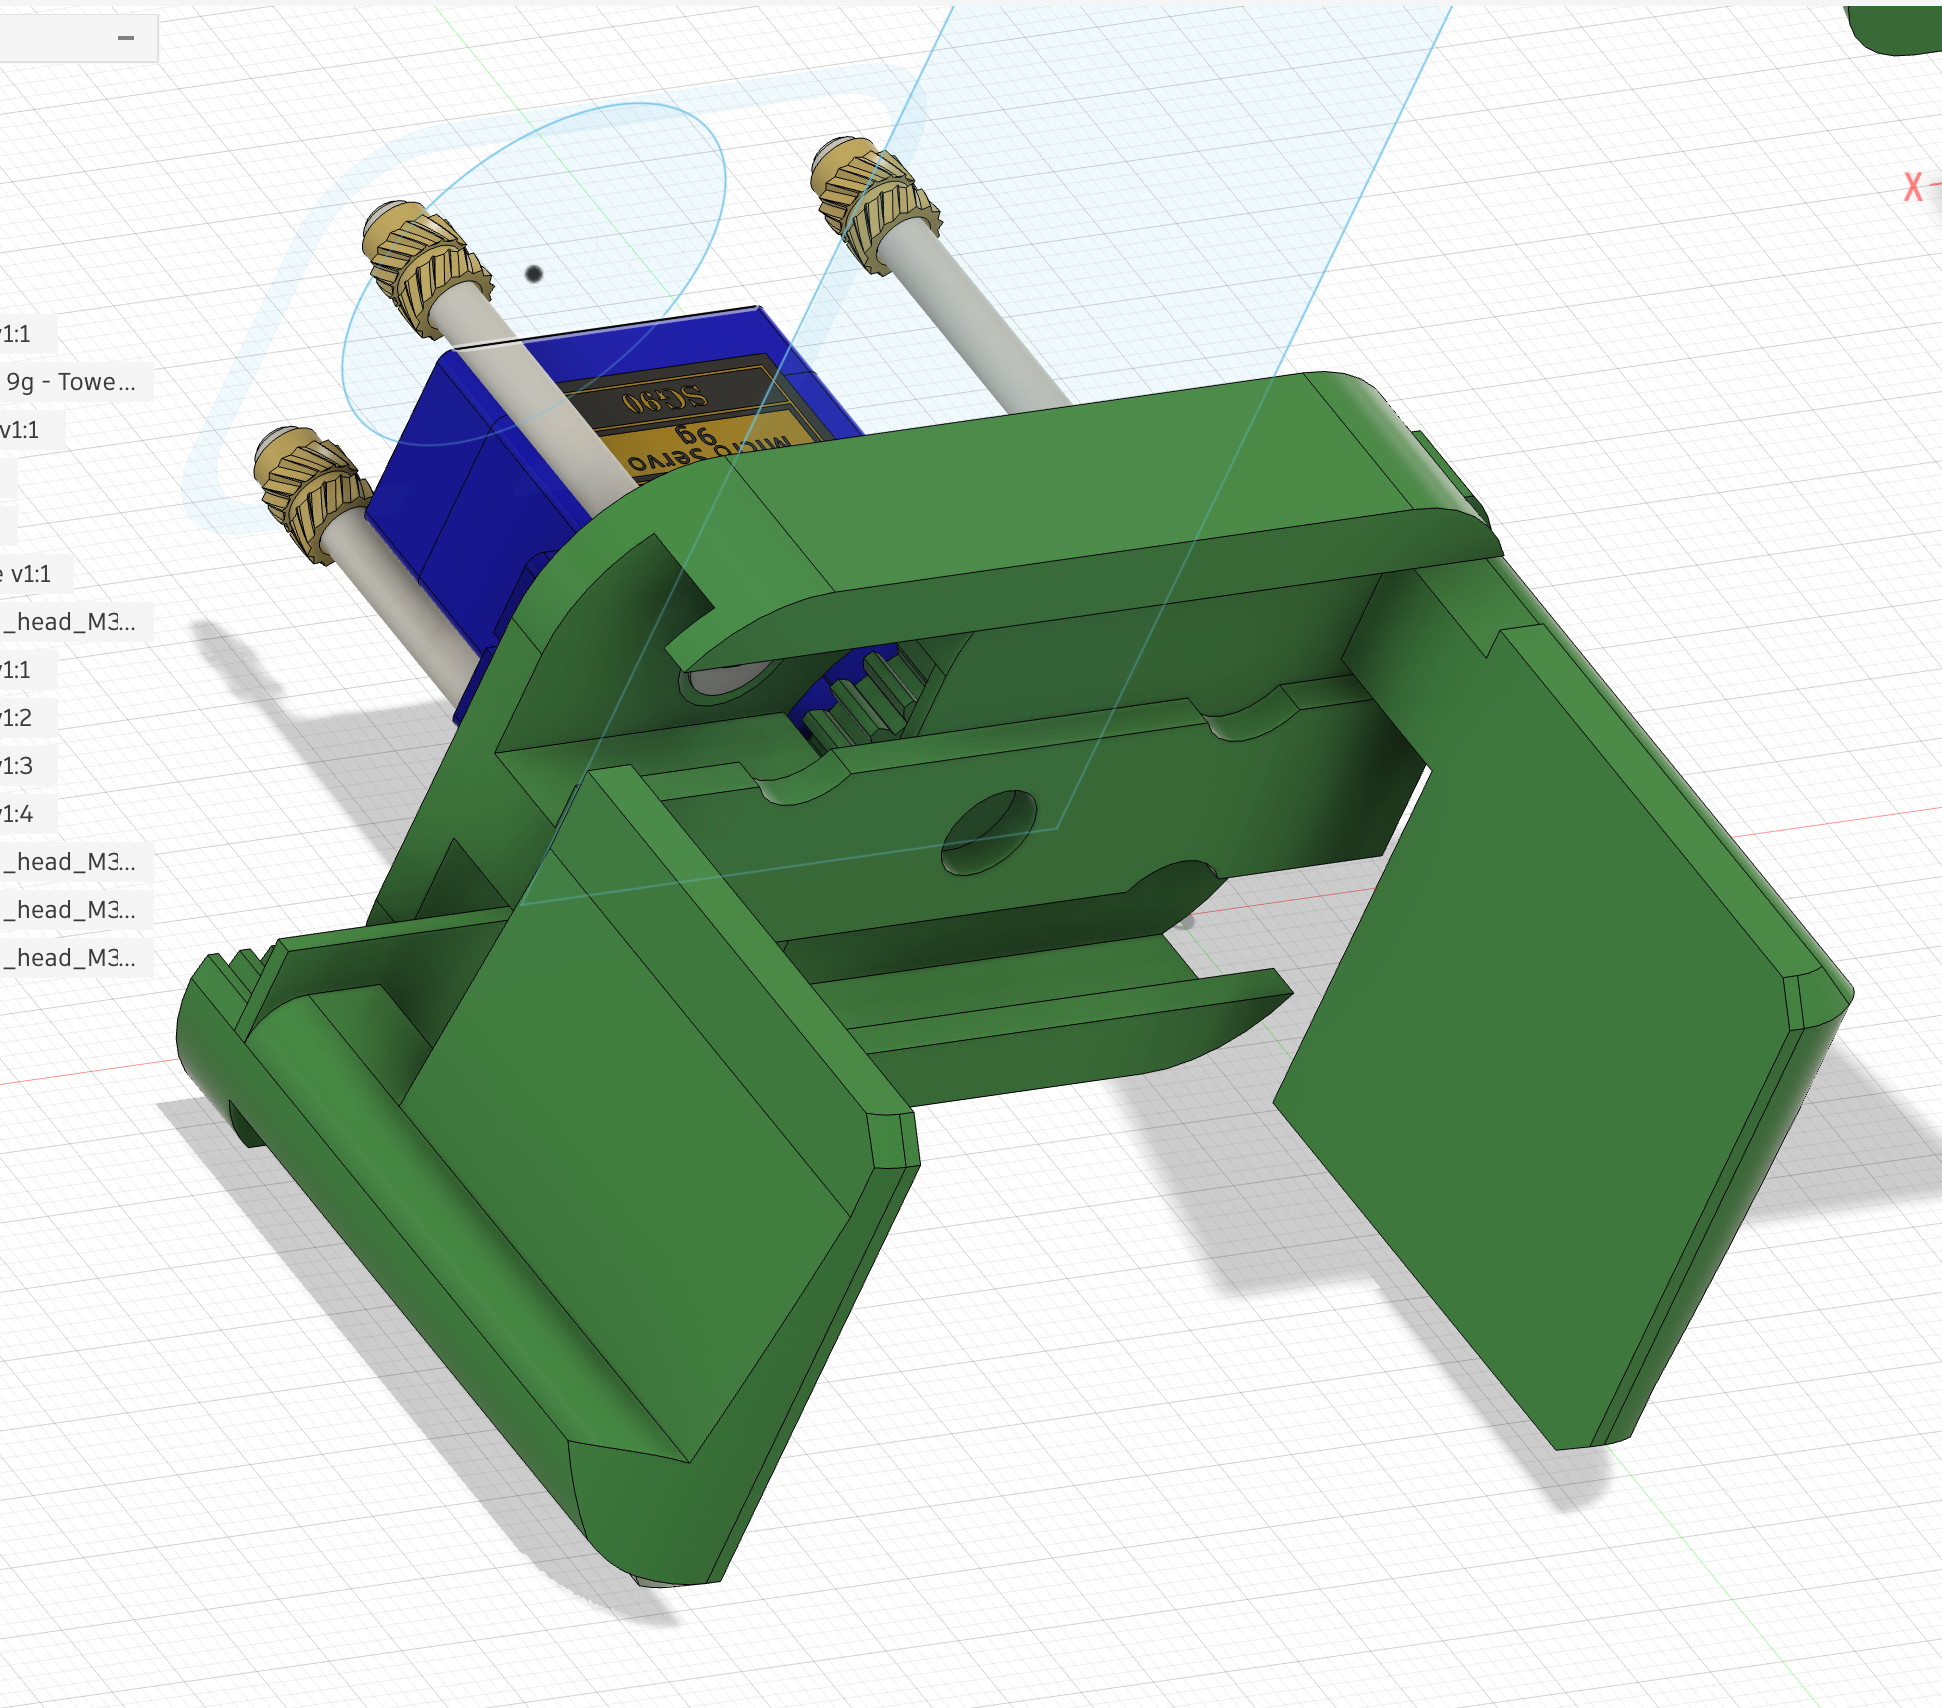 X
v1:1
9g - Towe...
v1:1
e v1:1
_head_M3...
v1:1
v1:2
v1:3
v1:4
_head_M3...
_head_M3...
_head_M3...
SG90
9g
Micro Servo